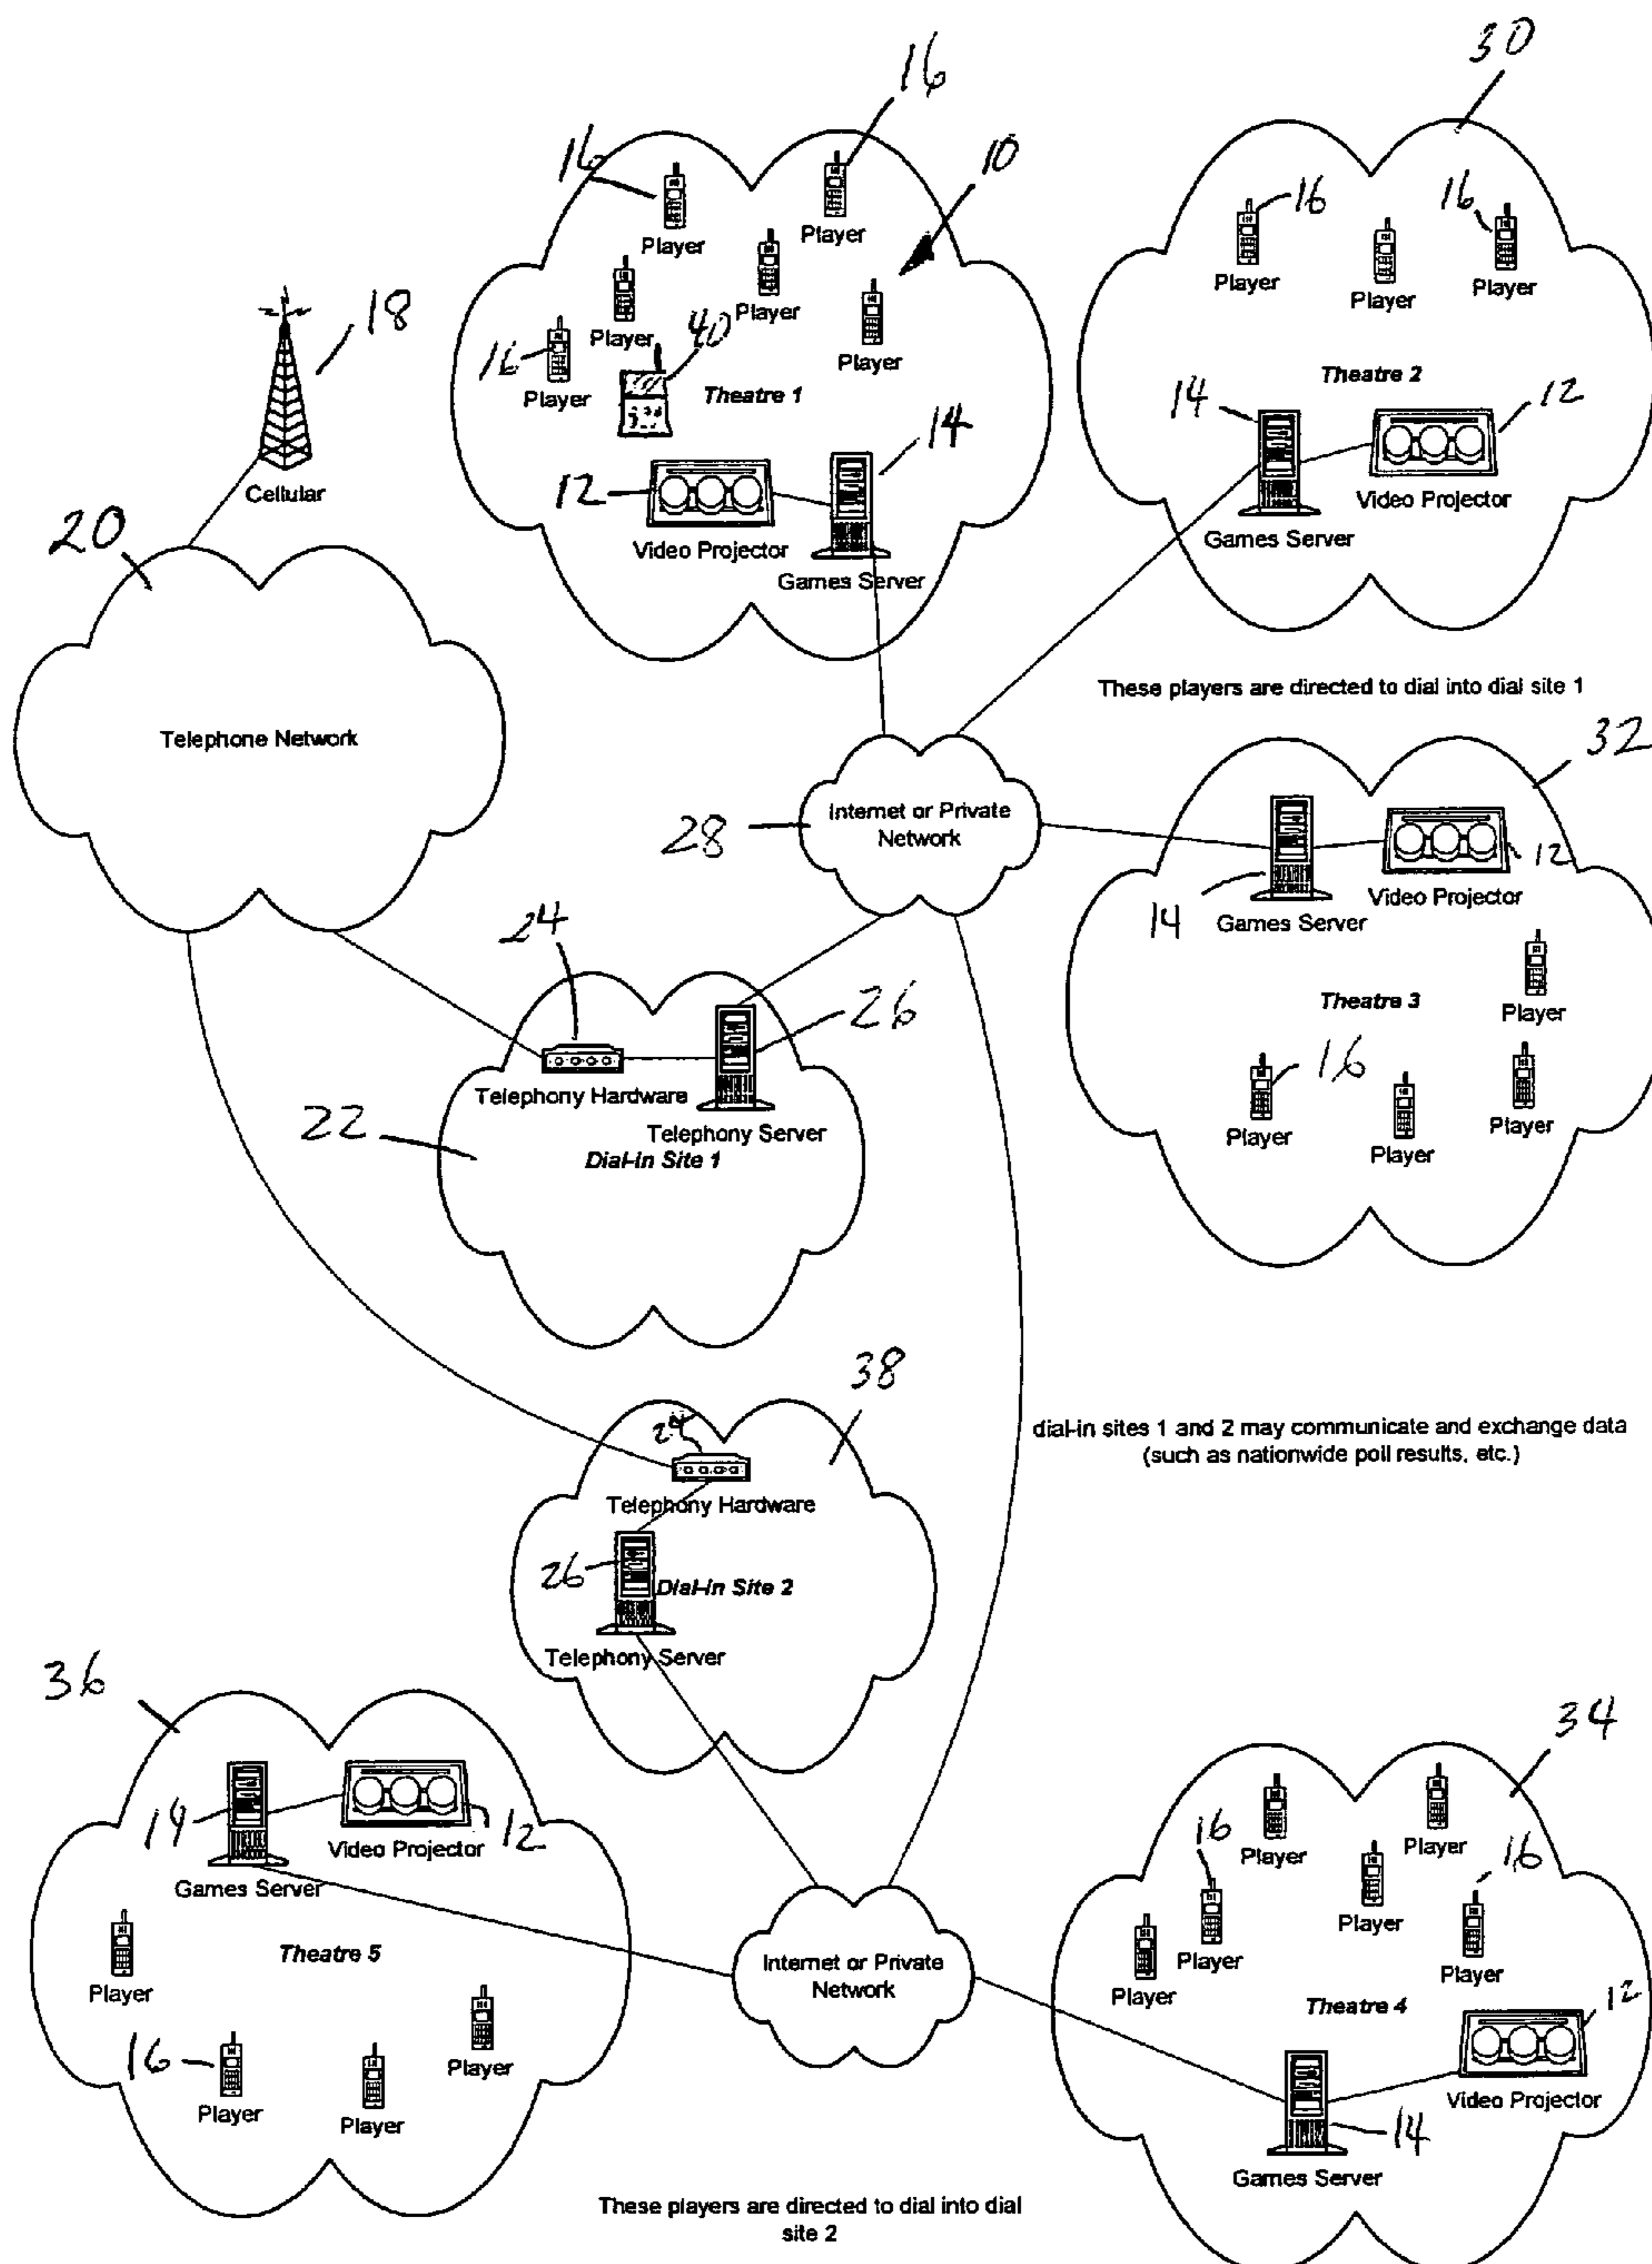 30
16
16
10
Player
Player
Player
Player
Player
16
Player
40
Theatre 1
14
12
Video Projector
Games Server
16
16
Player
Player
Player
Theatre 2
14
12
Video Projector
Games Server
18
Cellular
20
Telephone Network
These players are directed to dial into dial site 1
32
Internet or Private
Network
28
12
Video Projector
14
Games Server
Theatre 3
Player
16
Player
Player
Player
24
26
Telephony Hardware
22
Telephony Server
Dial-in Site 1
38
24
Telephony Hardware
26
Dial-in Site 2
Telephony Server
dial-in sites 1 and 2 may communicate and exchange data
(such as nationwide poll results, etc.)
36
14
12
Video Projector
Games Server
Theatre 5
Player
Player
16
Player
Player
Internet or Private
Network
34
Player
Player
16
16
Player
Player
Player
Player
Theatre 4
12
Video Projector
14
Games Server
These players are directed to dial into dial
site 2